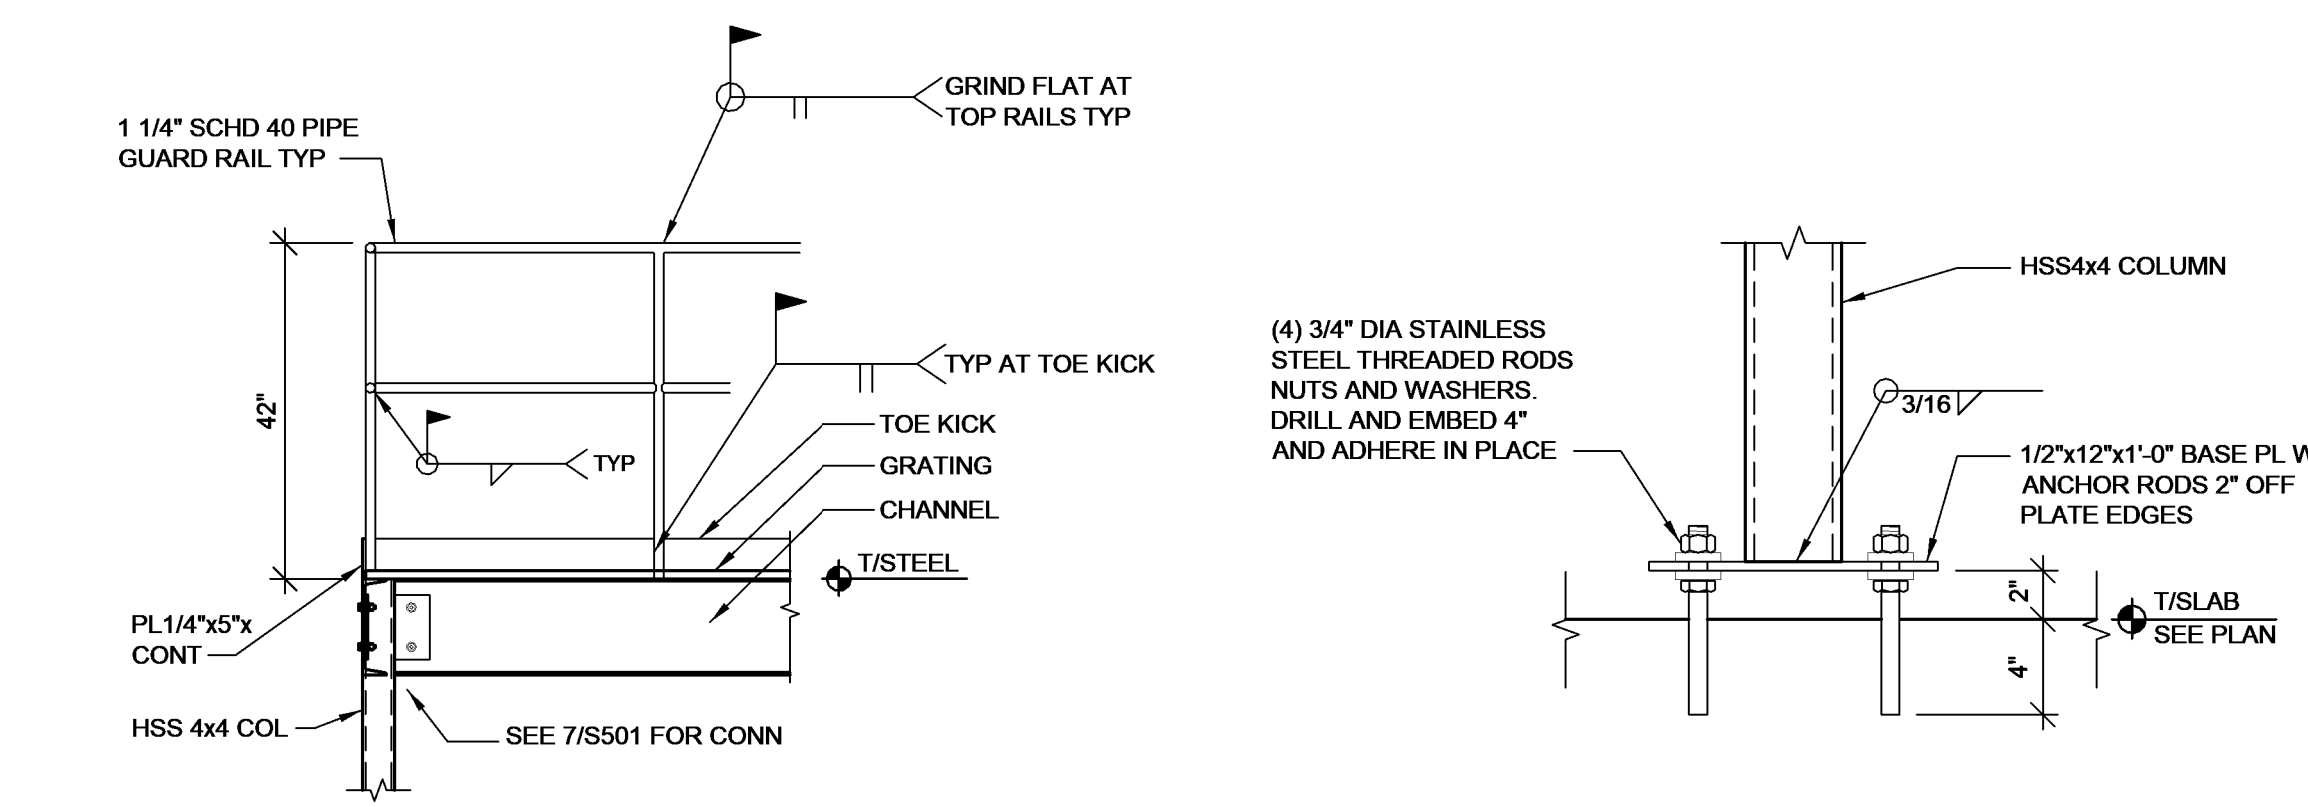 GRIND FLAT AT
TOP RAILS TYP
1 1/4" SCHD 40 PIPE
GUARD RAIL TYP
42"
TYP AT TOE KICK
TOE KICK
TYP
GRATING
CHANNEL
T/STEEL
PL1/4"x5"x
CONT
HSS 4x4 COL
SEE 7/S501 FOR CONN
HSS4x4 COLUMN
(4) 3/4" DIA STAINLESS
STEEL THREADED RODS
NUTS AND WASHERS.
DRILL AND EMBED 4"
AND ADHERE IN PLACE
3/16
1/2"x12"x1'-0" BASE PL W
ANCHOR RODS 2" OFF
PLATE EDGES
2"
T/SLAB
SEE PLAN
4"